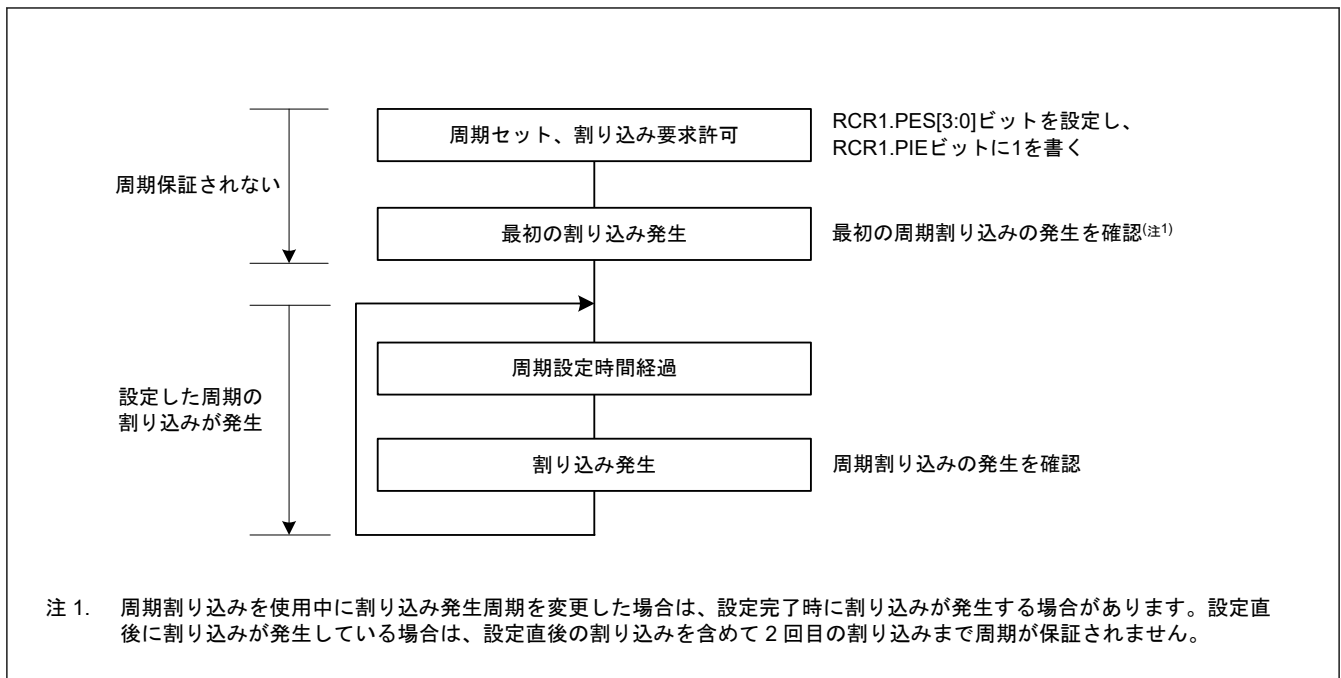 周期セット、割り込み要求許可
RCR1.PES[3:0]ビットを設定し、
RCR1.PIEビットに1を書く
周期保証されない
最初の割り込み発生
最初の周期割り込みの発生を確認(注1)
周期設定時間経過
設定した周期の
割り込みが発生
割り込み発生
周期割り込みの発生を確認
注 1. 周期割り込みを使用中に割り込み発生周期を変更した場合は、設定完了時に割り込みが発生する場合があります。設定直
後に割り込みが発生している場合は、設定直後の割り込みを含めて 2 回目の割り込みまで周期が保証されません。